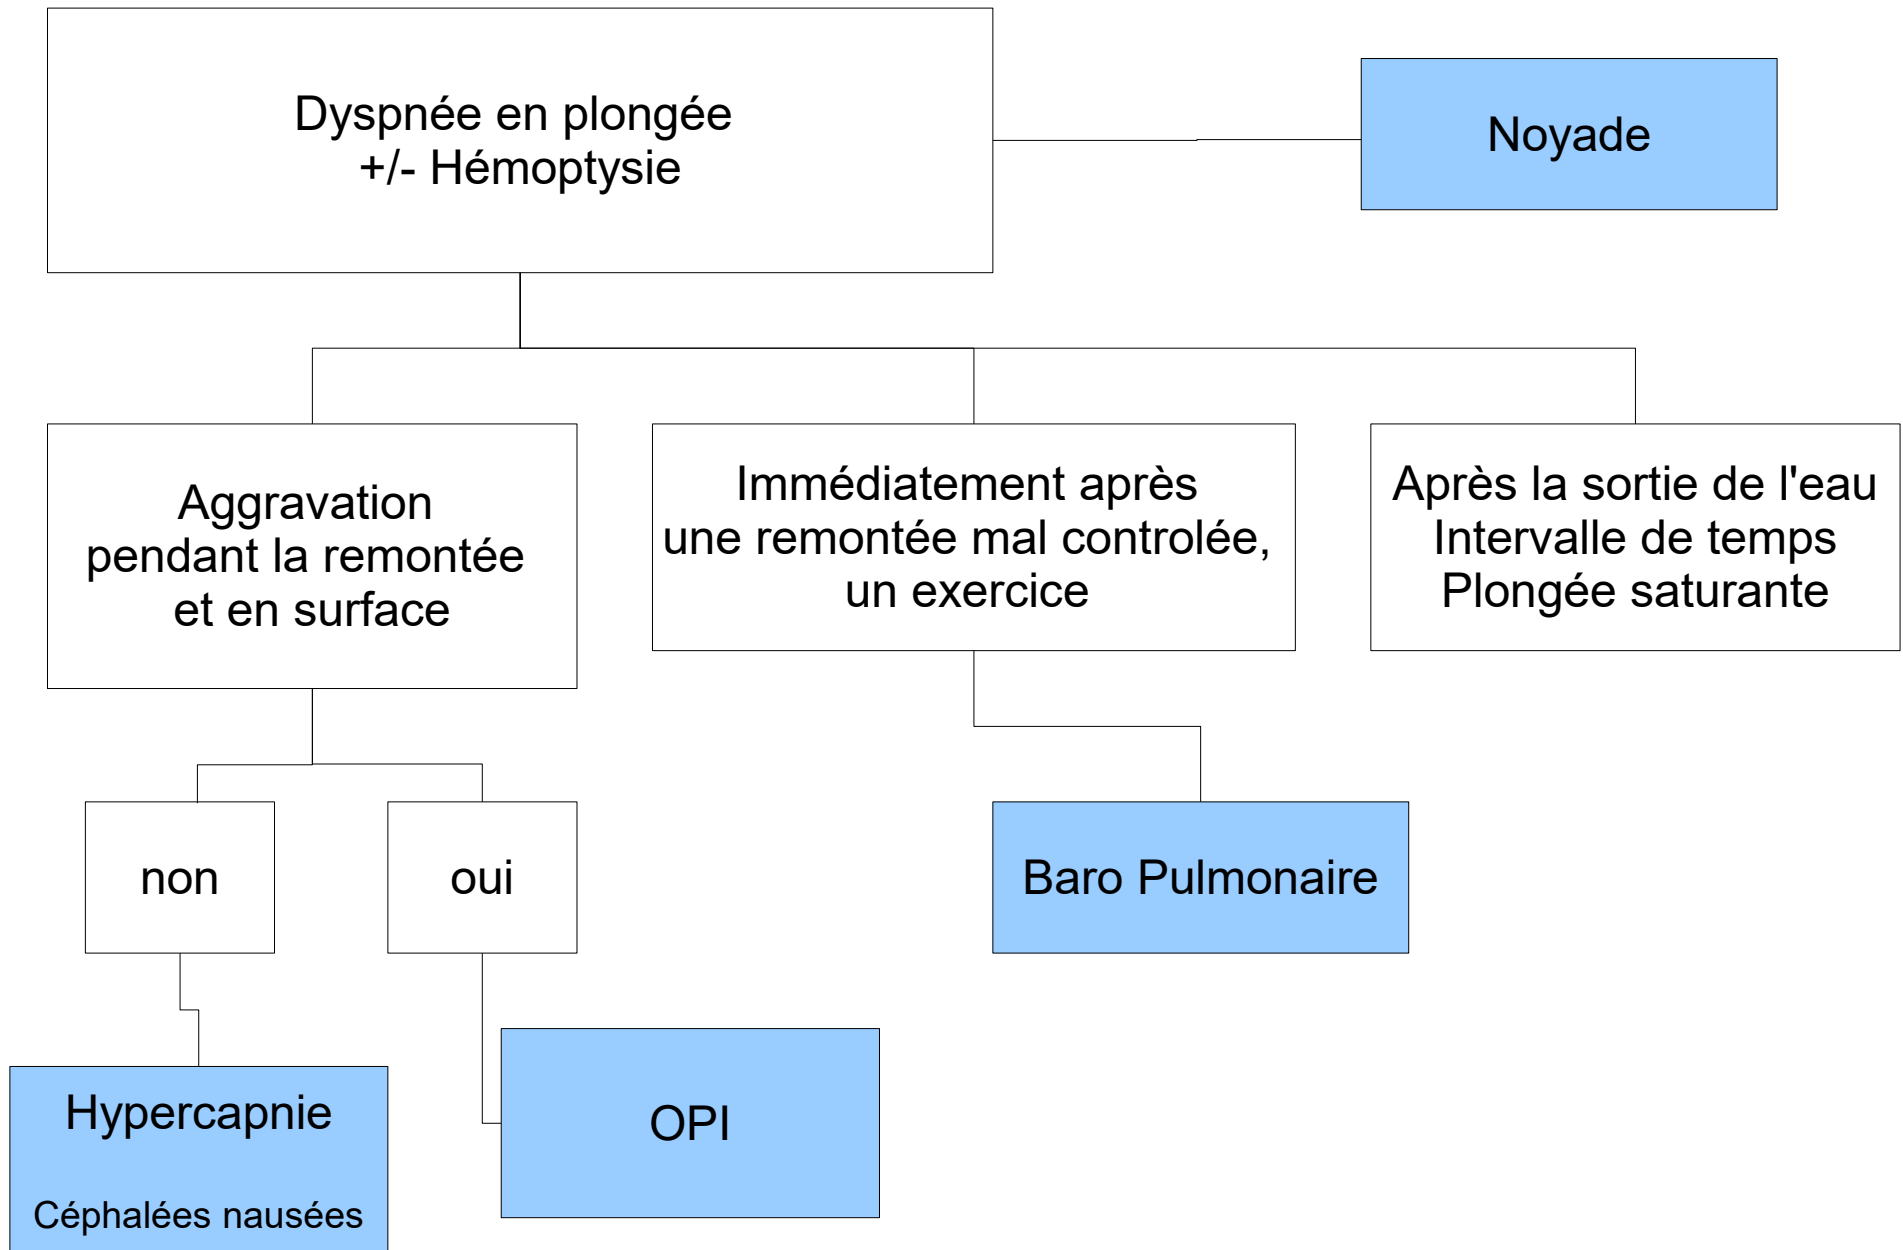 Dyspnée en plongée
+/- Hémoptysie
Noyade
Aggravation
pendant la remontée
et en surface
Immédiatement après
une remontée mal controlée,
un exercice
Après la sortie de l'eau
Intervalle de temps
Plongée saturante
non
oui
Baro Pulmonaire
Hypercapnie
Céphalées nausées
OPI